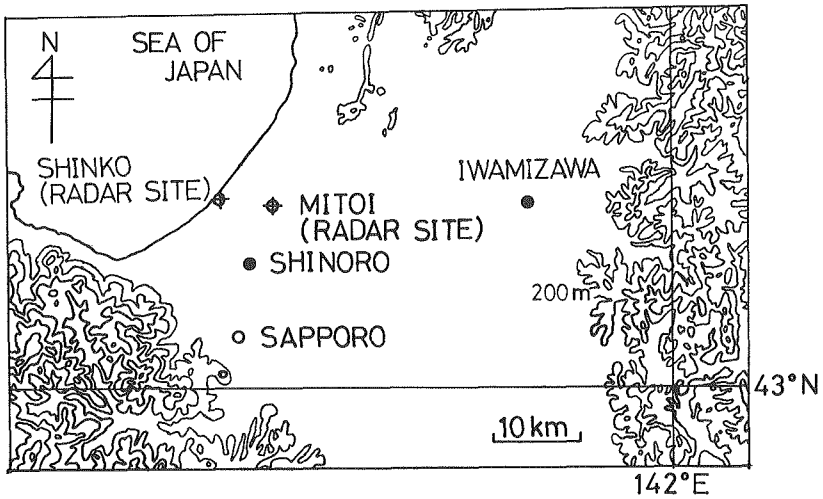 N
SEA OF
JAPAN
SHINKO
(RADAR SITE)
IWAMIZAWA
MITOI
(RADAR SITE)
SHINORO
200m
SAPPORO
43°N
10km
142°E